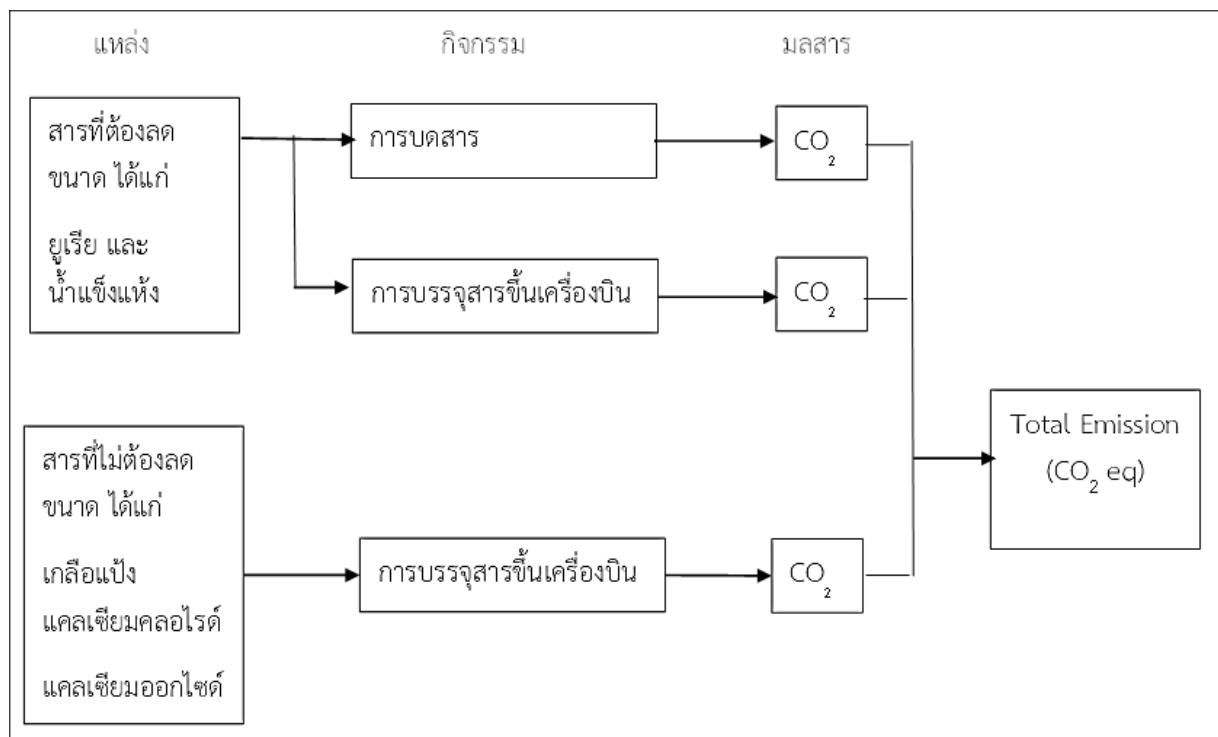 แหล่ง
กิจกรรม
มลสาร
สารที่ต้องลด
ขนาด ได้แก่
ยูเรีย และ
น้ำแข็งแห้ง
การบดสาร
CO2
การบรรจุสารขึ้นเครื่องบิน
CO2
สารที่ไม่ต้องลด
ขนาด ได้แก่
เกลือแป้ง
แคลเซียมคลอไรด์
แคลเซียมออกไซด์
การบรรจุสารขึ้นเครื่องบิน
CO2
Total Emission
(CO2 eq)